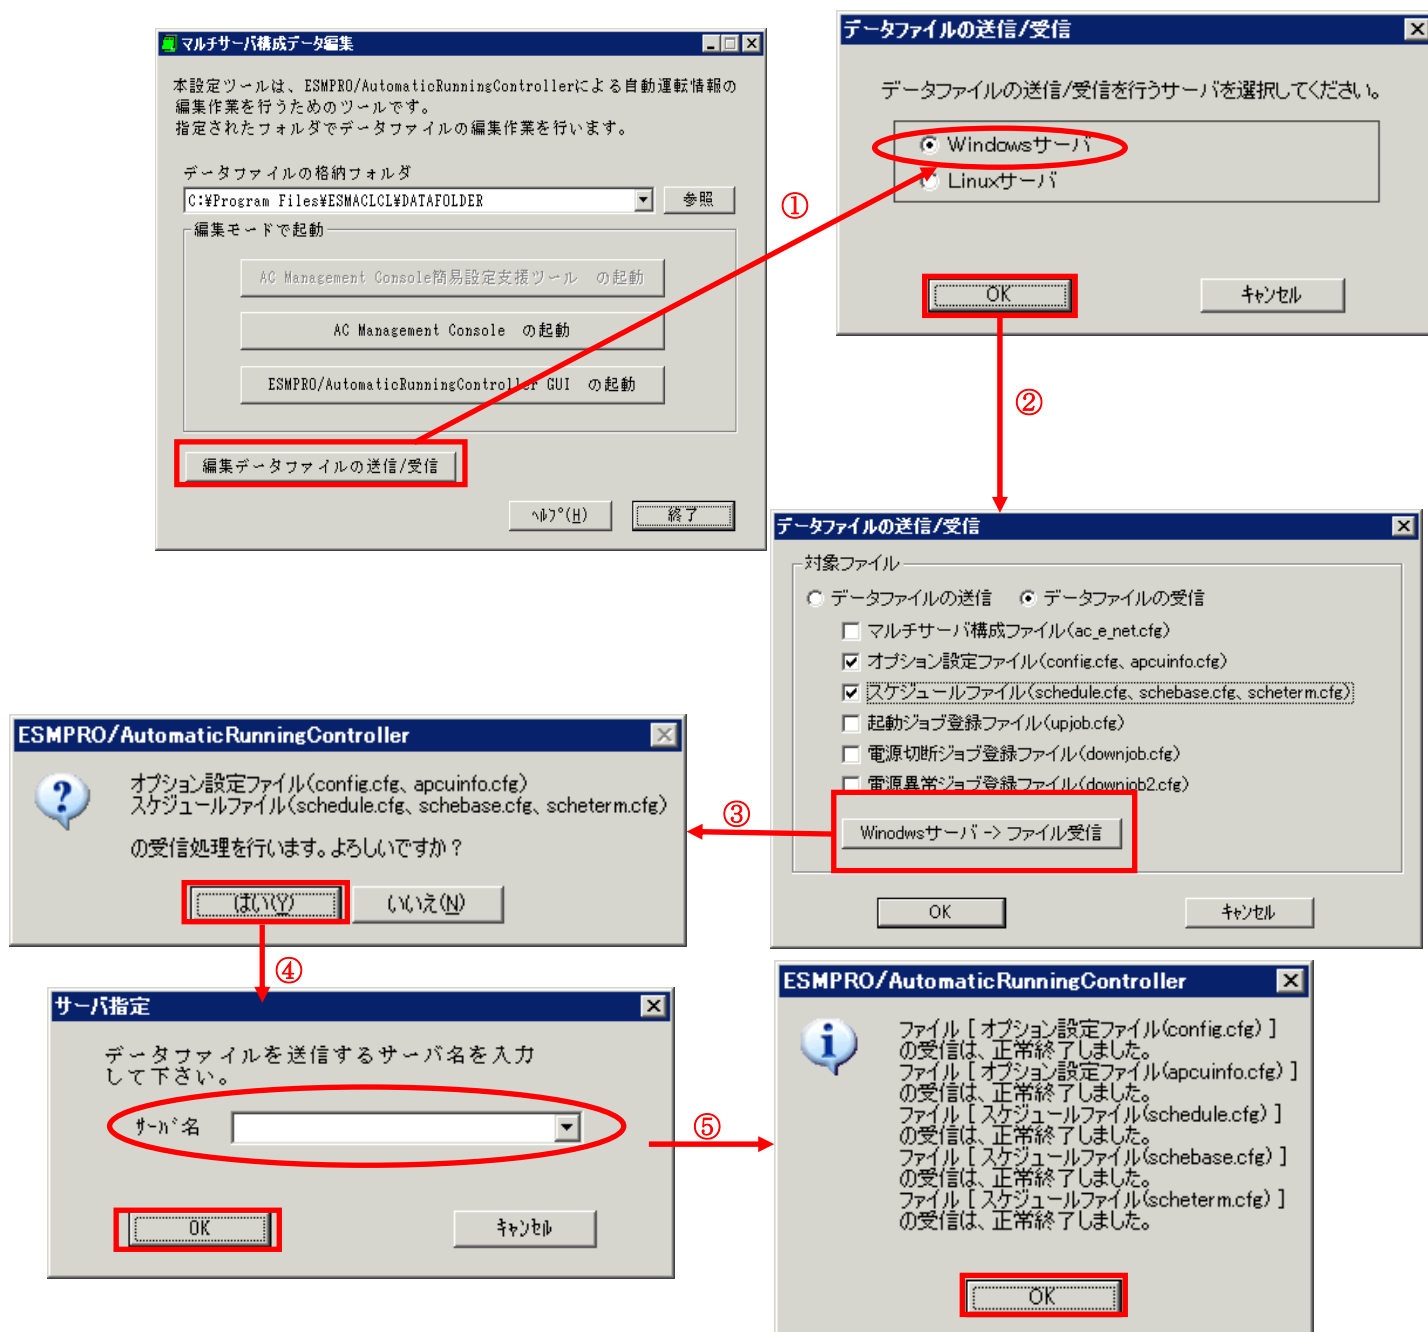 マルチサーバ構成データ編集
本設定ツールは、ESMPRO/AutomaticRunningControllerによる自動運転情報の
編集作業を行うためのツールです。
指定されたフォルダでデータファイルの編集作業を行います。
データファイルの格納フォルダ
C:¥Program Files¥ESMACLCL¥DATAFOLDER
参照
編集モードで起動
AC Management Console簡易設定支援ツール の起動
AC Management Console の起動
ESMPRO/AutomaticRunningController GUI の起動
編集データファイルの送信/受信
ﾍﾙﾌﾟ(H)
終了
①
データファイルの送信/受信
データファイルの送信/受信を行うサーバを選択してください。
Windowsサーバ
Linuxサーバ
OK
キャンセル
②
データファイルの送信/受信
対象ファイル
データファイルの送信 データファイルの受信
マルチサーバ構成ファイル(ac_e_net.cfg)
オプション設定ファイル(config.cfg、apcuinfo.cfg)
スケジュールファイル(schedule.cfg、schebase.cfg、scheterm.cfg)
起動ジョブ登録ファイル(upjob.cfg)
電源切断ジョブ登録ファイル(downjob.cfg)
電源異常ジョブ登録ファイル(downjob2.cfg)
Winodwsサーバ -> ファイル受信
OK
キャンセル
③
ESMPRO/AutomaticRunningController
オプション設定ファイル(config.cfg、apcuinfo.cfg)
スケジュールファイル(schedule.cfg、schebase.cfg、scheterm.cfg)
の受信処理を行います。よろしいですか？
はい(Y)
いいえ(N)
④
サーバ指定
データファイルを送信するサーバ名を入力
して下さい。
ｻｰﾊﾞ名
OK
キャンセル
⑤
ESMPRO/AutomaticRunningController
ファイル [ オプション設定ファイル(config.cfg) ]
の受信は、正常終了しました。
ファイル [ オプション設定ファイル(apcuinfo.cfg) ]
の受信は、正常終了しました。
ファイル [ スケジュールファイル(schedule.cfg) ]
の受信は、正常終了しました。
ファイル [ スケジュールファイル(schebase.cfg) ]
の受信は、正常終了しました。
ファイル [ スケジュールファイル(scheterm.cfg) ]
の受信は、正常終了しました。
OK